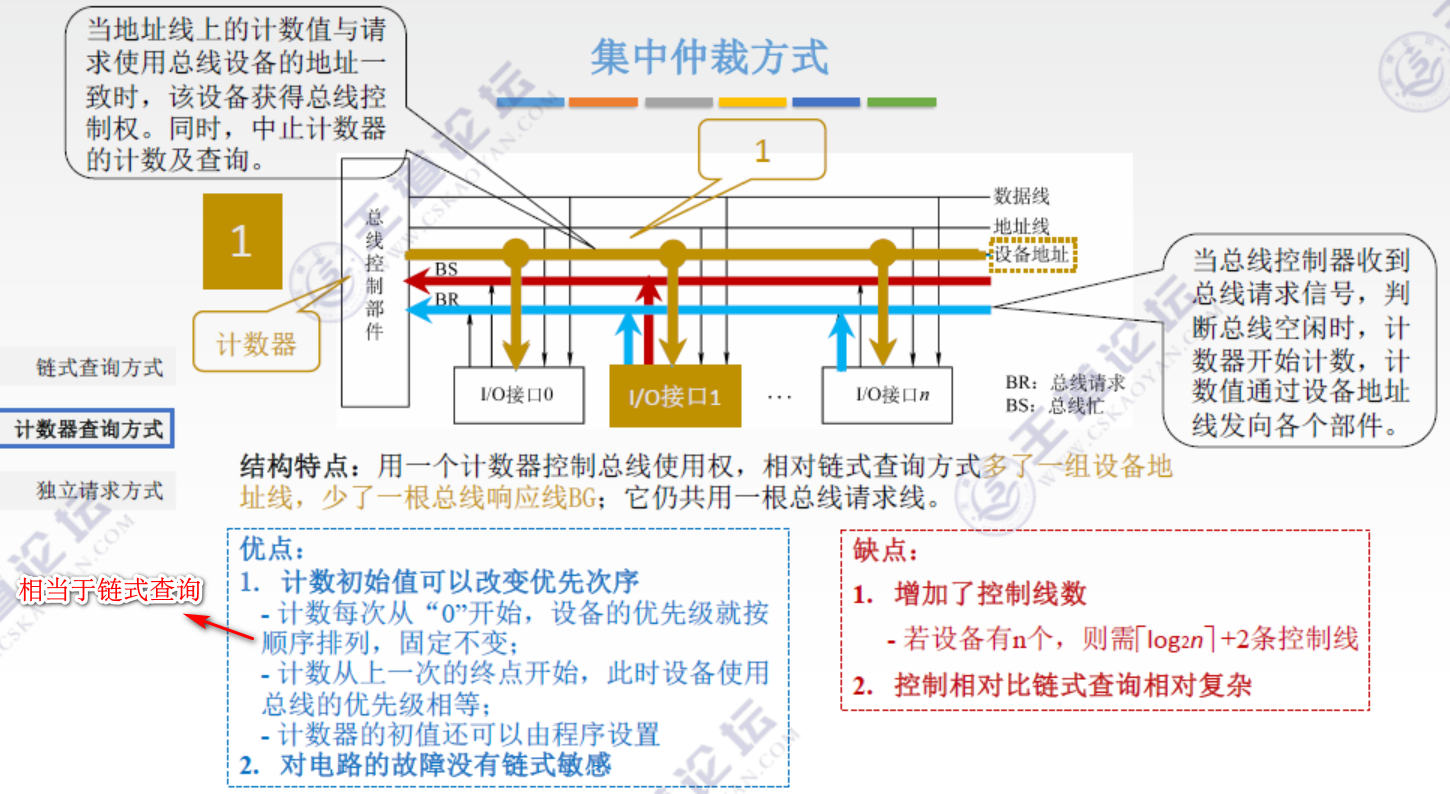 集中仲裁方式
当地址线上的计数值与请
求使用总线设备的地址一
致时，该设备获得总线控
制权。同时，中止计数器
的计数及查询。
1
1
计数器
总线控制部件
数据线
地址线
设备地址
BS
BR
I/O接口0
I/O接口1
···
I/O接口n
BR：总线请求
BS：总线忙
当总线控制器收到
总线请求信号，判
断总线空闲时，计
数器开始计数，计
数值通过设备地址
线发向各个部件。
链式查询方式
计数器查询方式
独立请求方式
结构特点：用一个计数器控制总线使用权，相对链式查询方式多了一组设备地
址线，少了一根总线响应线BG；它仍共用一根总线请求线。
相当于链式查询
优点：
1. 计数初始值可以改变优先次序
- 计数每次从“0”开始，设备的优先级就按
顺序排列，固定不变；
- 计数从上一次的终点开始，此时设备使用
总线的优先级相等；
- 计数器的初值还可以由程序设置
2. 对电路的故障没有链式敏感
缺点：
1. 增加了控制线数
- 若设备有n个，则需⌈log2n⌉+2条控制线
2. 控制相对比链式查询相对复杂
王道论坛
WWW.CSKAOYAN.COM